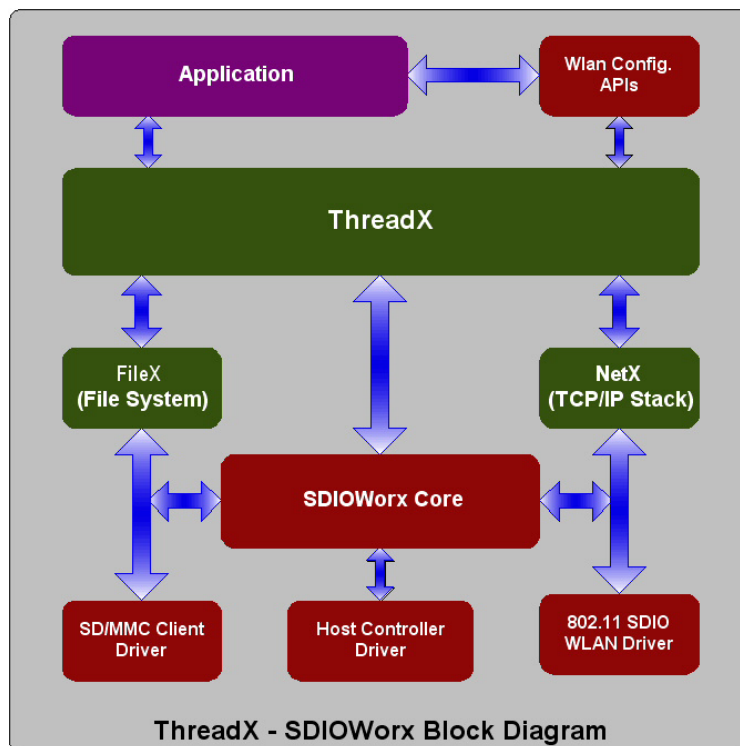 Application
Wlan Config.
APIs
ThreadX
FileX
(File System)
NetX
(TCP/IP Stack)
SDIOWorx Core
SD/MMC Client
Driver
Host Controller
Driver
802.11 SDIO
WLAN Driver
ThreadX - SDIOWorx Block Diagram